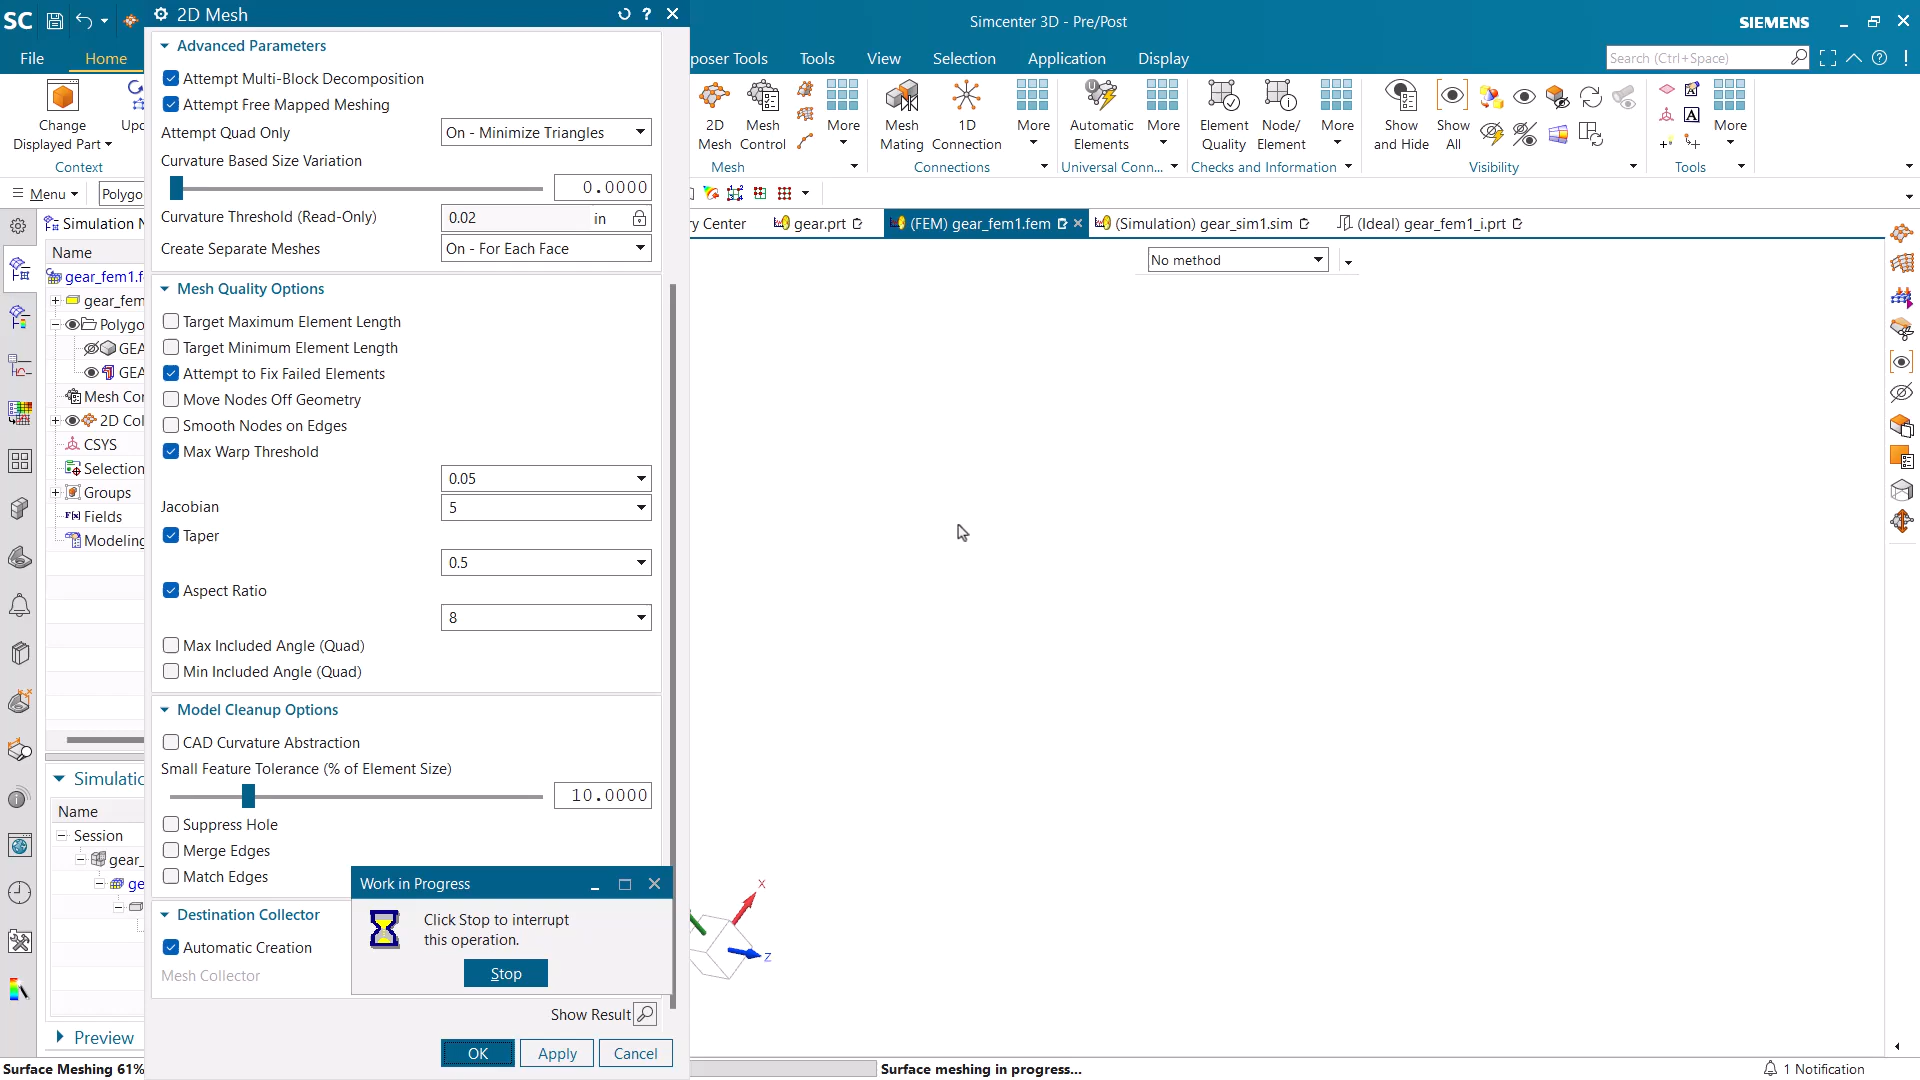 SC
2D Mesh
Simcenter 3D - Pre/Post
SIEMENS
File
Home
poser Tools
Tools
View
Selection
Application
Display
Search (Ctrl+Space)
Change
Displayed Part
Context
Upd
2D
Mesh
Mesh
Control
More
Mesh
Mesh
Mating
1D
Connection
More
Connections
Automatic
Elements
More
Universal Conn...
Element
Quality
Node/
Element
More
Checks and Information
Show
and Hide
Show
All
Visibility
More
Tools
Menu
Polygo
Simulation N
Name
gear_fem1.f
gear_fem
Polygo
GEA
GEA
Mesh Con
2D Col
CSYS
Selection
Groups
Fields
Modeling
Simulatio
Name
Session
gear_
ge
Preview
ry Center
gear.prt
(FEM) gear_fem1.fem
(Simulation) gear_sim1.sim
(Ideal) gear_fem1_i.prt
No method
Advanced Parameters
Attempt Multi-Block Decomposition
Attempt Free Mapped Meshing
Attempt Quad Only
On - Minimize Triangles
Curvature Based Size Variation
0.0000
Curvature Threshold (Read-Only)
0.02
in
Create Separate Meshes
On - For Each Face
Mesh Quality Options
Target Maximum Element Length
Target Minimum Element Length
Attempt to Fix Failed Elements
Move Nodes Off Geometry
Smooth Nodes on Edges
Max Warp Threshold
0.05
Jacobian
5
Taper
0.5
Aspect Ratio
8
Max Included Angle (Quad)
Min Included Angle (Quad)
Model Cleanup Options
CAD Curvature Abstraction
Small Feature Tolerance (% of Element Size)
10.0000
Suppress Hole
Merge Edges
Match Edges
Destination Collector
Automatic Creation
Mesh Collector
Work in Progress
Click Stop to interrupt
this operation.
Stop
Show Result
OK
Apply
Cancel
X
Z
Surface Meshing 61%
Surface meshing in progress...
1 Notification